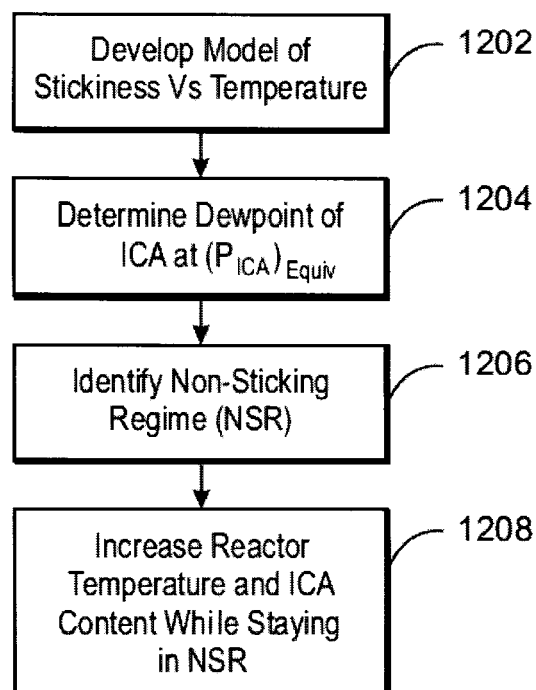 Develop Model of
Stickiness Vs Temperature
1202
Determine Dewpoint of
ICA at (P_ICA)_Equiv
1204
Identify Non-Sticking
Regime (NSR)
1206
Increase Reactor
Temperature and ICA
Content While Staying
in NSR
1208